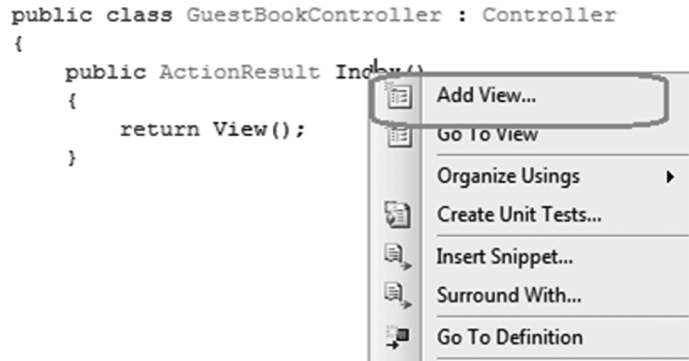 public class GuestBookController : Controller
{
public ActionResult Index()
{
return View();
}
Add View...
Go To View
Organize Usings
Create Unit Tests...
Insert Snippet...
Surround With...
Go To Definition